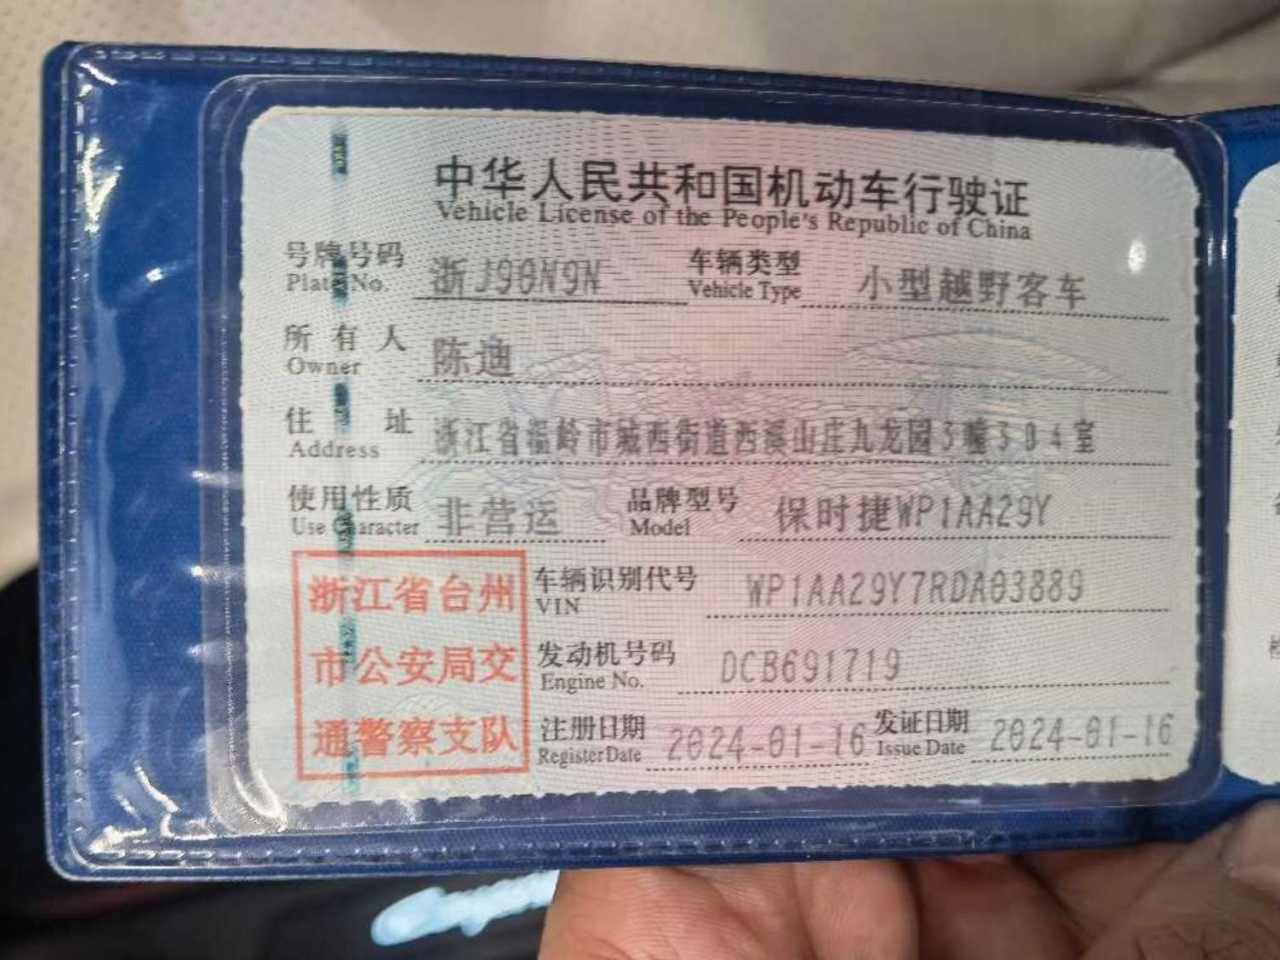 中华人民共和国机动车行驶证
Vehicle License of the People's Republic of China
号牌号码 浙J90N9N 车辆类型 小型越野客车
Plate No. Vehicle Type
所有人 陈迪
Owner
住址 浙江省温岭市城西街道西溪山庄九龙园3幢304室
Address
使用性质 非营运 品牌型号 保时捷WP1AA29Y
Use Character Model
浙江省台州
市公安局交
通警察支队
车辆识别代号 WP1AA29Y7RDA03889
VIN
发动机号码 DCB691719
Engine No.
注册日期 2024-01-16 发证日期 2024-01-16
Register Date Issue Date